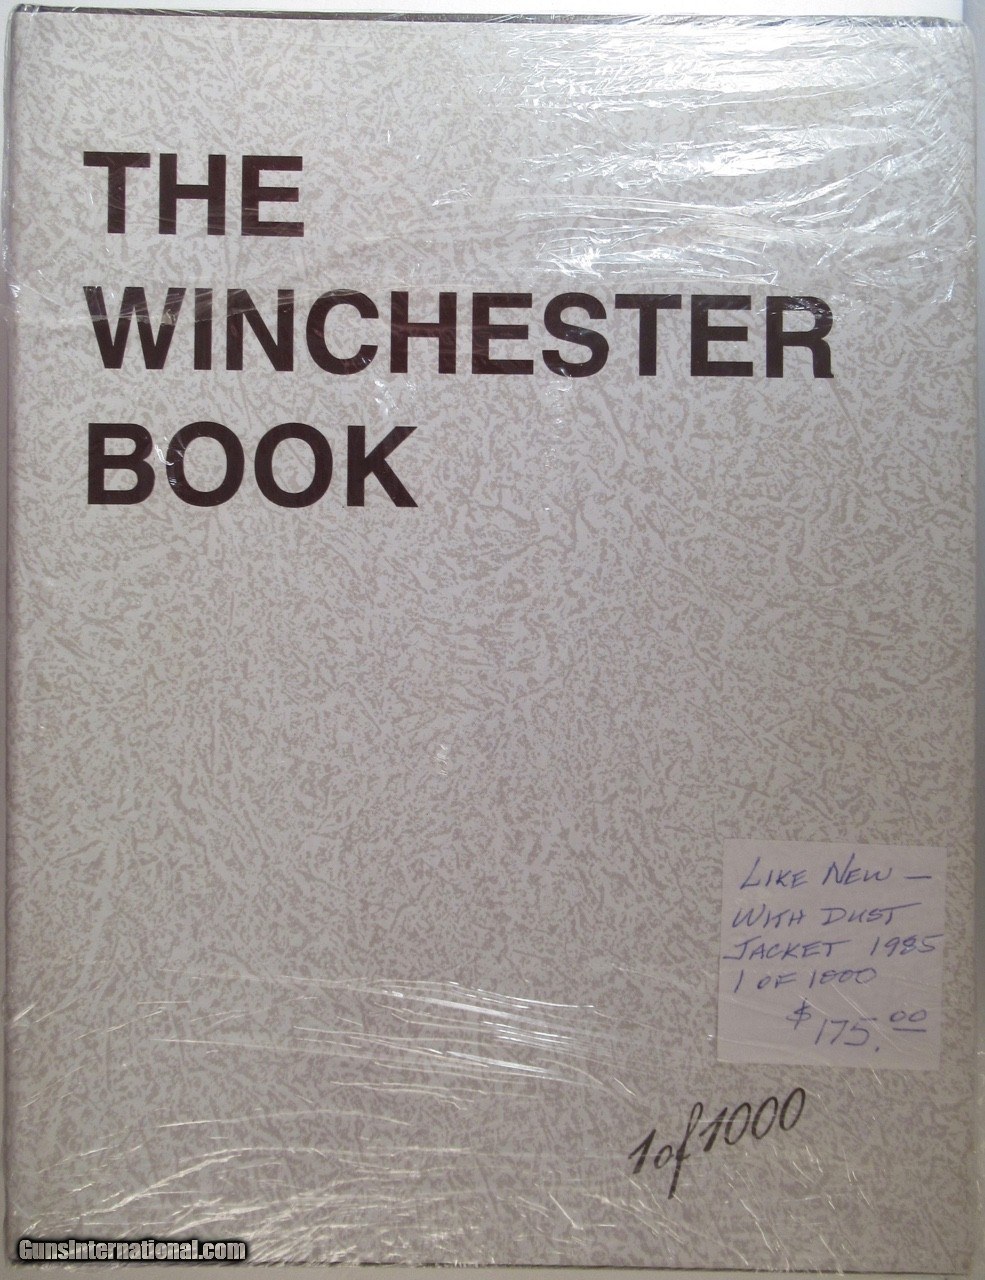 THE
WINCHESTER
BOOK
LIKE NEW —
WITH DUST
JACKET 1985
1 OF 1000
$175.00
1 of 1000
GunsInternational.com